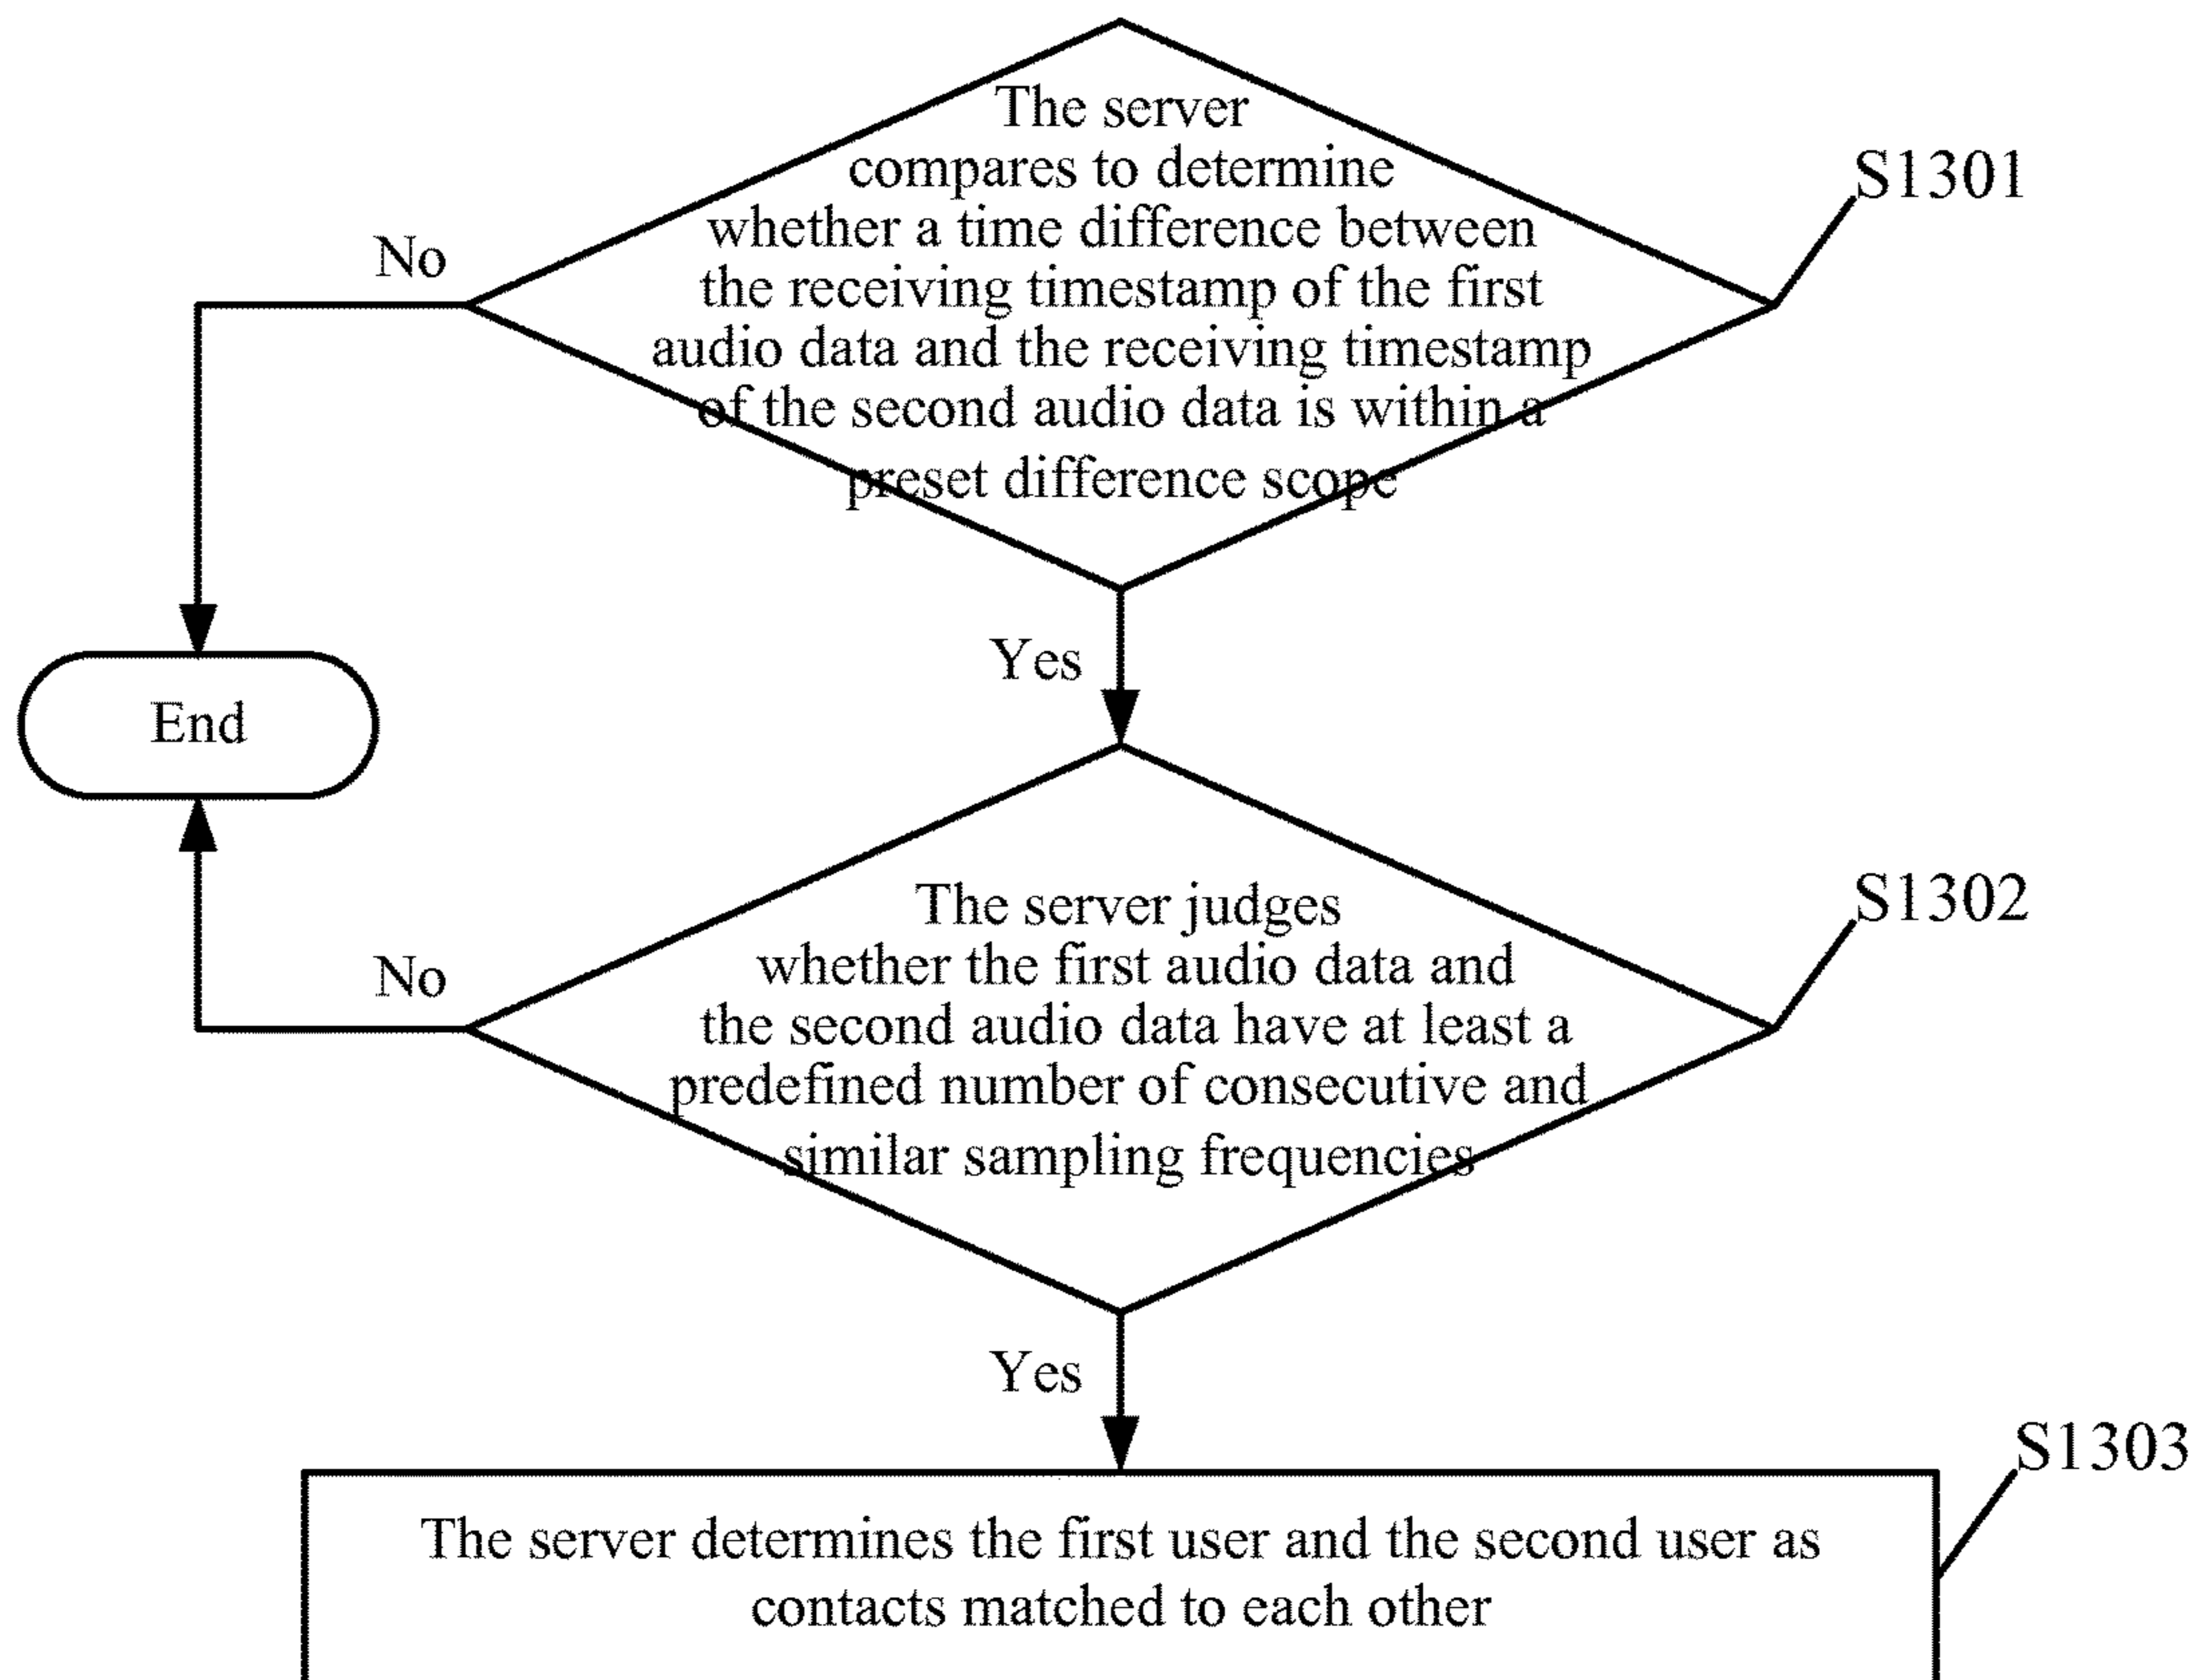 The server
compares to determine
whether a time difference between
the receiving timestamp of the first
audio data and the receiving timestamp
of the second audio data is within a
preset difference scope
S1301
No
Yes
End
The server judges
whether the first audio data and
the second audio data have at least a
predefined number of consecutive and
similar sampling frequencies
S1302
No
Yes
S1303
The server determines the first user and the second user as
contacts matched to each other